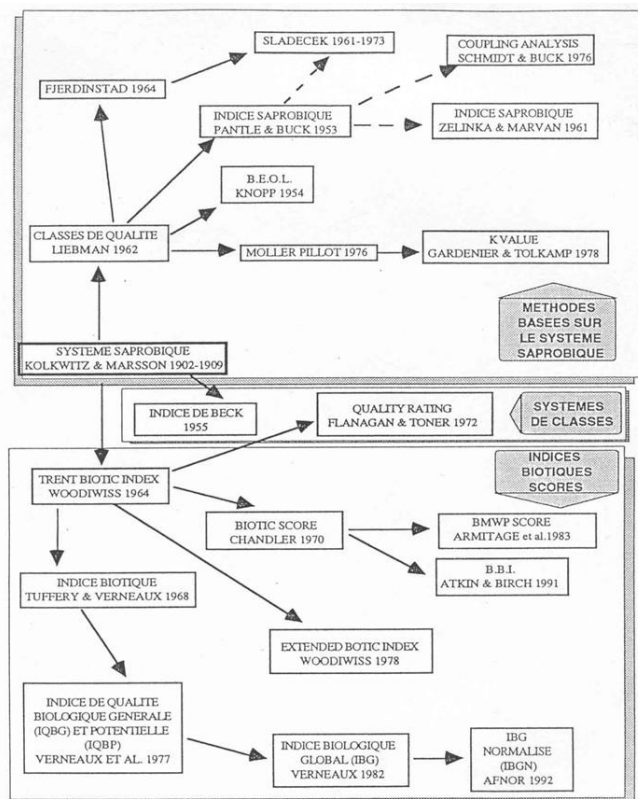 SLADECEK 1961-1973
COUPLING ANALYSIS
SCHMIDT & BUCK 1976
FJERDINSTAD 1964
INDICE SAPROBIQUE
PANTLE & BUCK 1953
INDICE SAPROBIQUE
ZELINKA & MARVAN 1961
B.E.O.L.
KNOPP 1954
CLASSES DE QUALITE
LIEBMAN 1962
MOLLER PILLOT 1976
K VALUE
GARDENIER & TOLKAMP 1978
METHODES
BASEES SUR
LE SYSTEME
SAPROBIQUE
SYSTEME SAPROBIQUE
KOLKWITZ & MARSSON 1902-1909
INDICE DE BECK
1955
QUALITY RATING
FLANAGAN & TONER 1972
SYSTEMES
DE CLASSES
INDICES
BIOTIQUES
SCORES
TRENT BIOTIC INDEX
WOODIWISS 1964
BIOTIC SCORE
CHANDLER 1970
BMWP SCORE
ARMITAGE et al.1983
B.B.I.
ATKIN & BIRCH 1991
INDICE BIOTIQUE
TUFFERY & VERNEAUX 1968
EXTENDED BOTIC INDEX
WOODIWISS 1978
INDICE DE QUALITE
BIOLOGIQUE GENERALE
(IQBG) ET POTENTIELLE
(IQBP)
VERNEAUX ET AL. 1977
INDICE BIOLOGIQUE
GLOBAL (IBG)
VERNEAUX 1982
IBG
NORMALISE
(IBGN)
AFNOR 1992